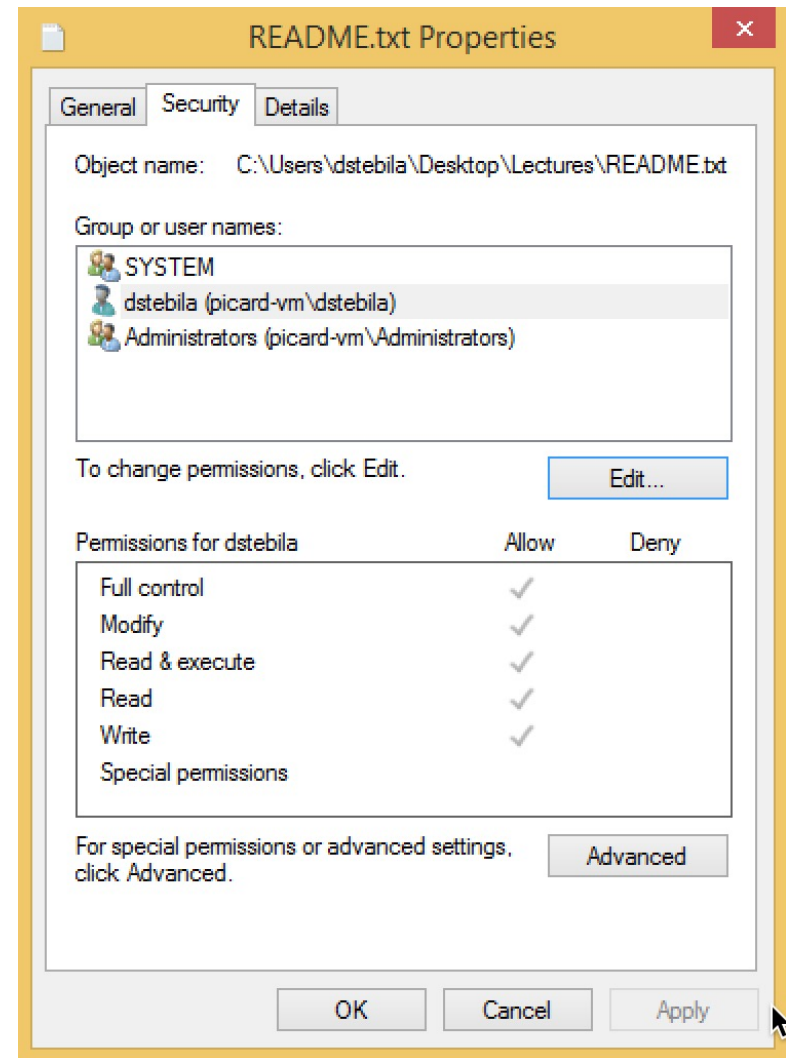 README.txt Properties
General Security Details
Object name: C:\Users\dstebila\Desktop\Lectures\README.txt
Group or user names:
SYSTEM
dstebila (picard-vm\dstebila)
Administrators (picard-vm\Administrators)
To change permissions, click Edit. Edit...
Permissions for dstebila Allow Deny
Full control
Modify
Read & execute
Read
Write
Special permissions
For special permissions or advanced settings,
click Advanced. Advanced
OK Cancel Apply